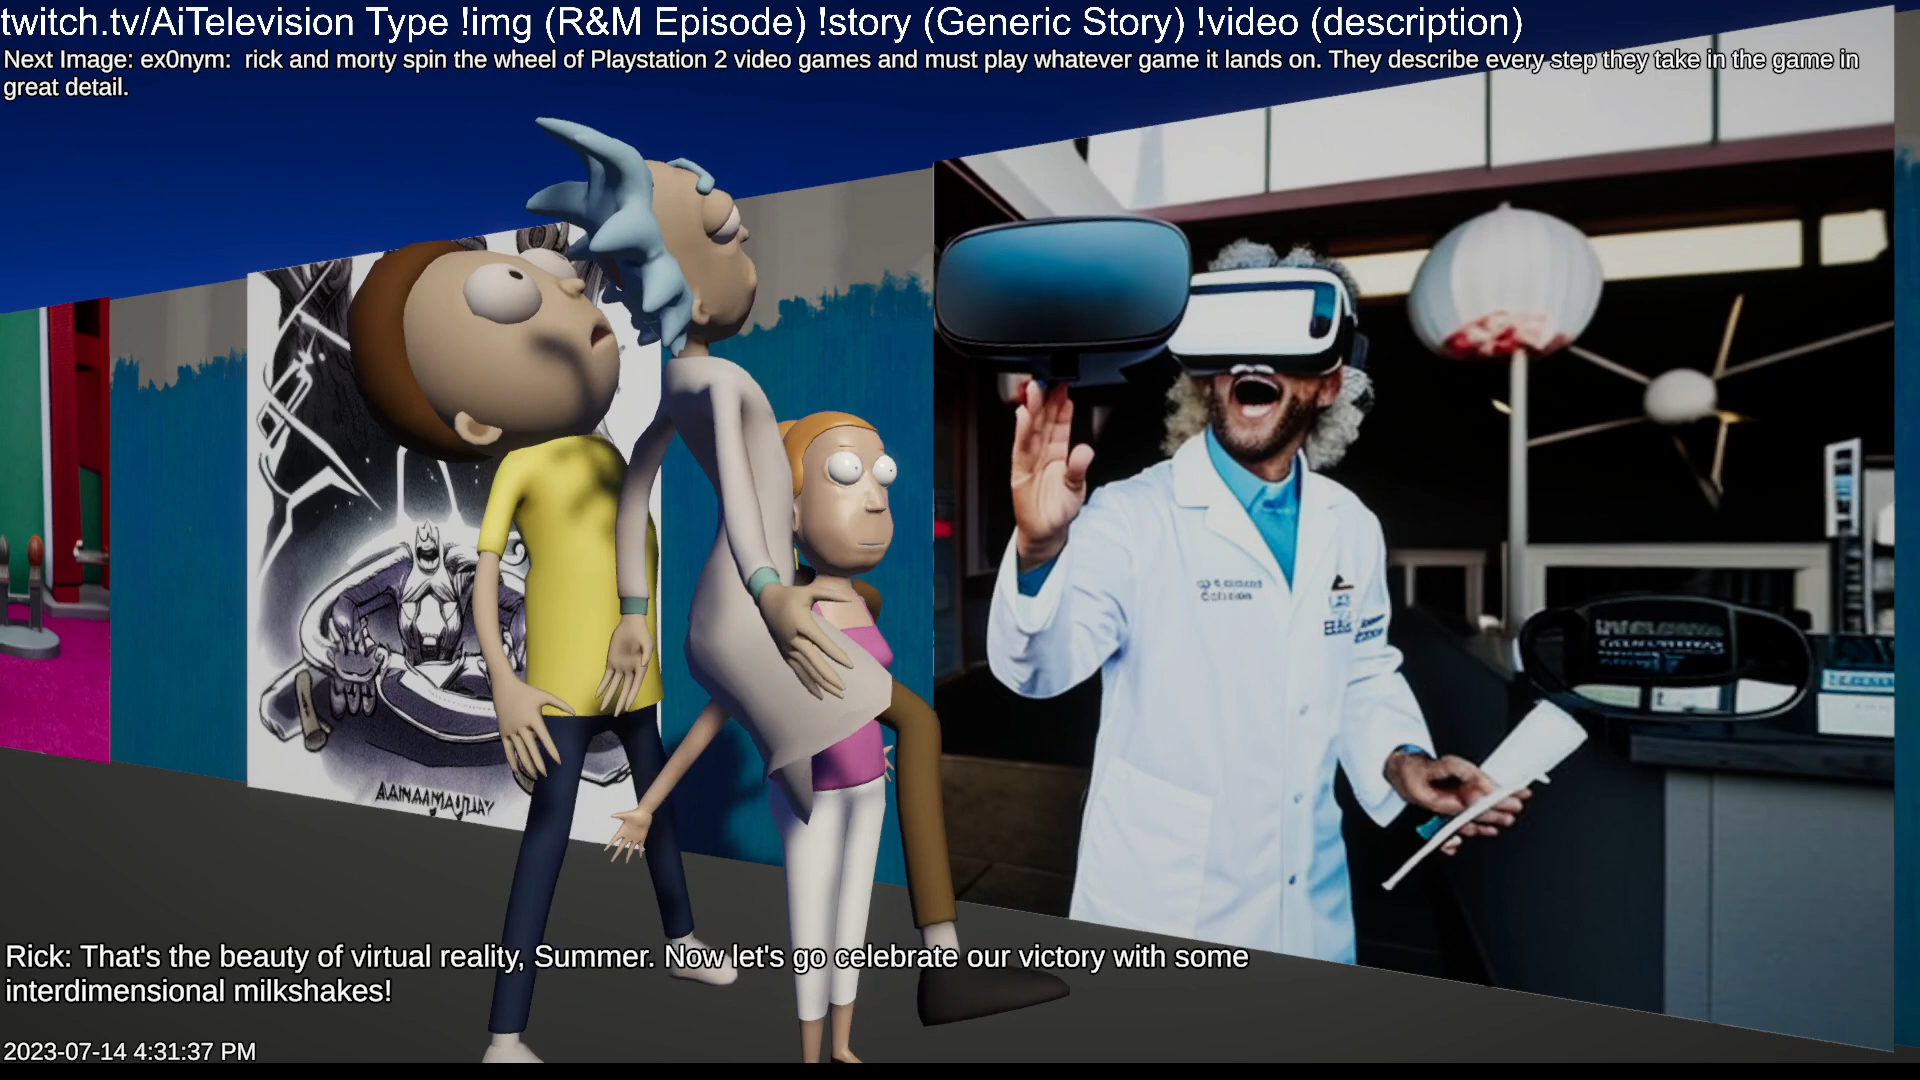 twitch.tv/AiTelevision Type !img (R&M Episode) !story (Generic Story) !video (description)
Next Image: ex0nym:  rick and morty spin the wheel of Playstation 2 video games and must play whatever game it lands on. They describe every step they take in the game in
great detail.
Rick: That's the beauty of virtual reality, Summer. Now let's go celebrate our victory with some
interdimensional milkshakes!
2023-07-14 4:31:37 PM